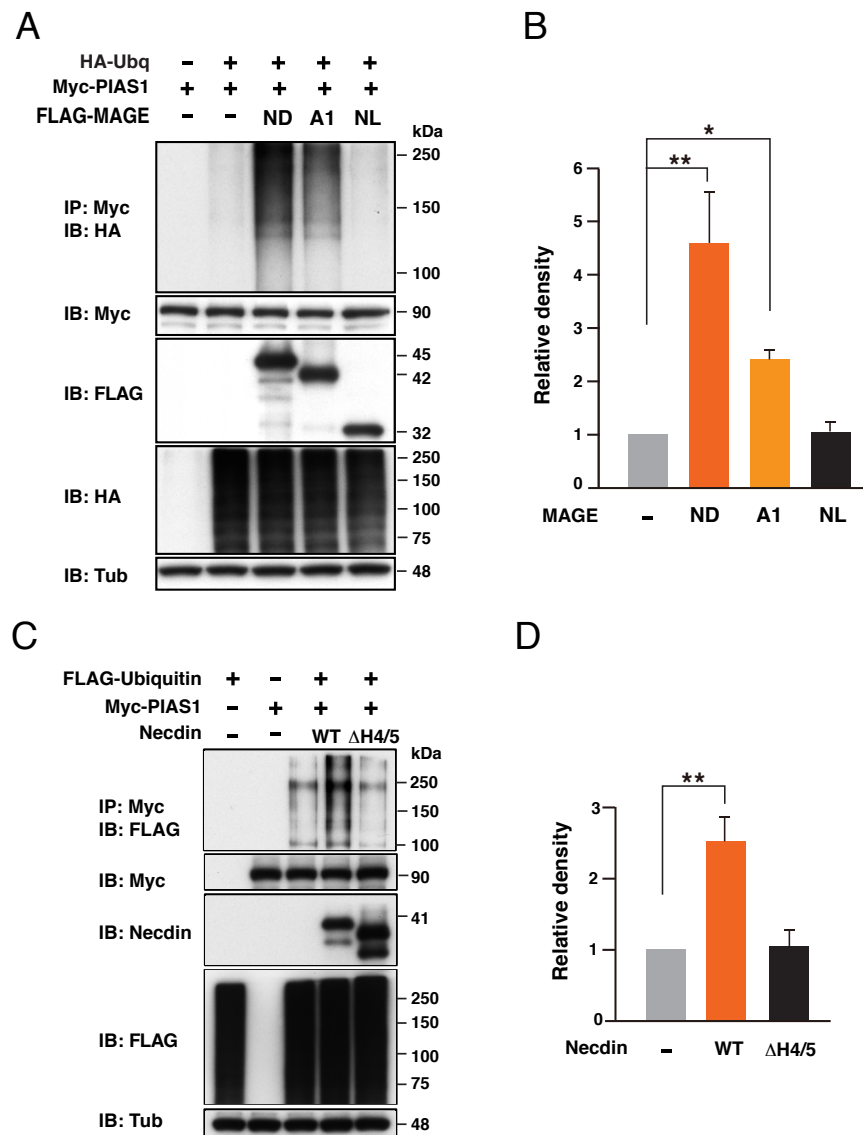 A
HA-Ubq – + + + +
Myc-PIAS1 + + + + +
FLAG-MAGE – – ND A1 NL
kDa
250
IP: Myc
IB: HA
150
100
IB: Myc
90
45
42
IB: FLAG
32
250
150
IB: HA
100
75
IB: Tub
48
B
Relative density
6
5
4
3
2
1
0
*
**
MAGE – ND A1 NL
C
FLAG-Ubiquitin + – + +
Myc-PIAS1 – + + +
Necdin – – WT ΔH4/5
kDa
250
IP: Myc
IB: FLAG
150
100
IB: Myc
90
41
IB: Necdin
250
150
IB: FLAG
100
75
IB: Tub
48
D
Relative density
3
2
1
0
**
Necdin – WT ΔH4/5